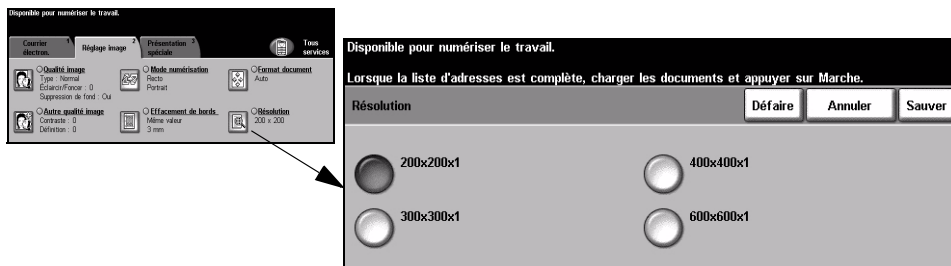 Disponible pour numériser le travail.
Courrier électron. 1
Réglage image 2
Présentation spéciale 3
Tous services
Qualité image
Type : Normal
Éclaircir/Foncer : 0
Suppression de fond : Oui
Mode numérisation
Recto
Portrait
Format document
Auto
Autre qualité image
Contraste : 0
Définition : 0
Effacement de bords
Même valeur
3 mm
Résolution
200 x 200
Disponible pour numériser le travail.
Lorsque la liste d'adresses est complète, charger les documents et appuyer sur Marche.
Résolution
Défaire
Annuler
Sauver
200x200x1
400x400x1
300x300x1
600x600x1